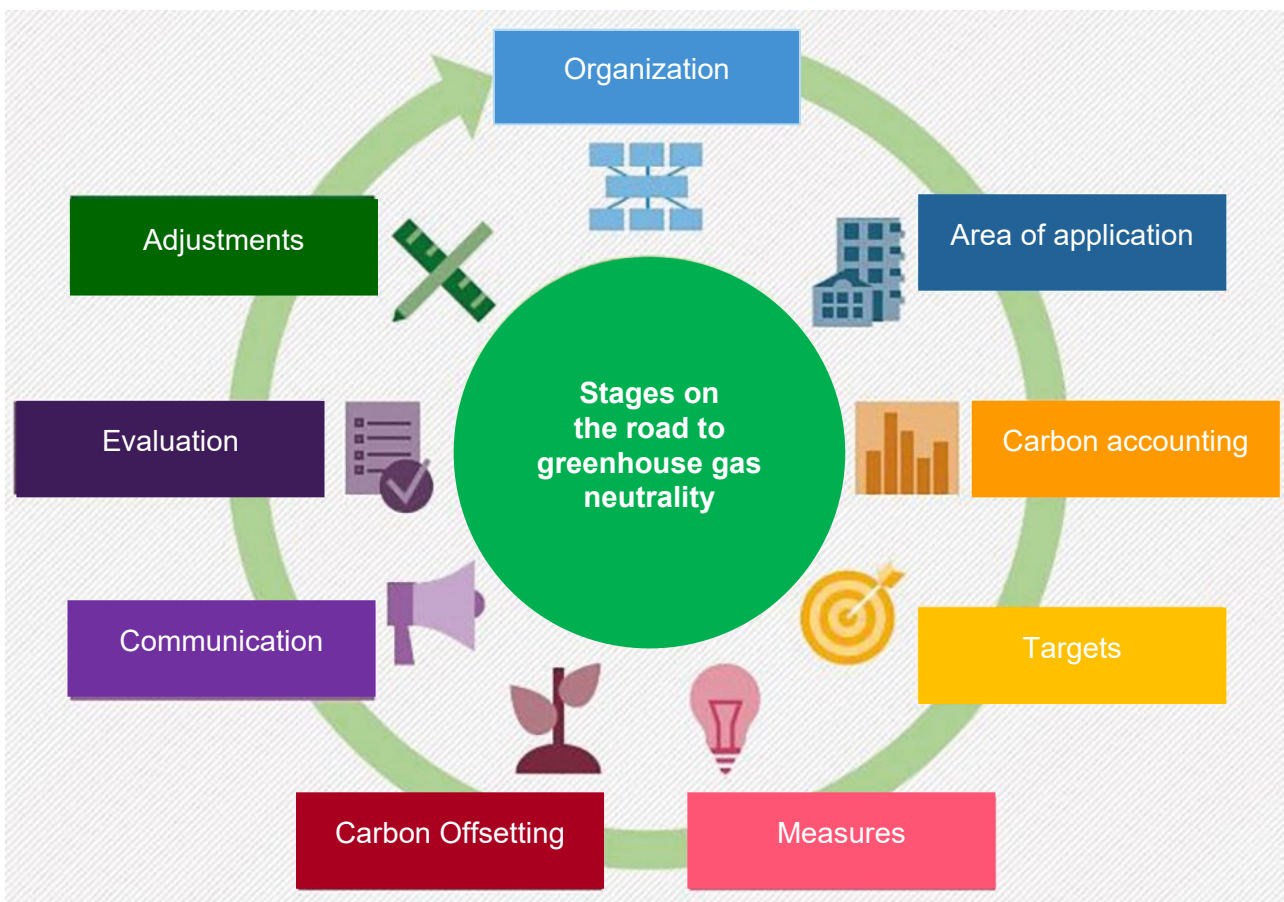 Organization
Area of application
Carbon accounting
Targets
Measures
Carbon Offsetting
Communication
Evaluation
Adjustments
Stages on
the road to
greenhouse gas
neutrality